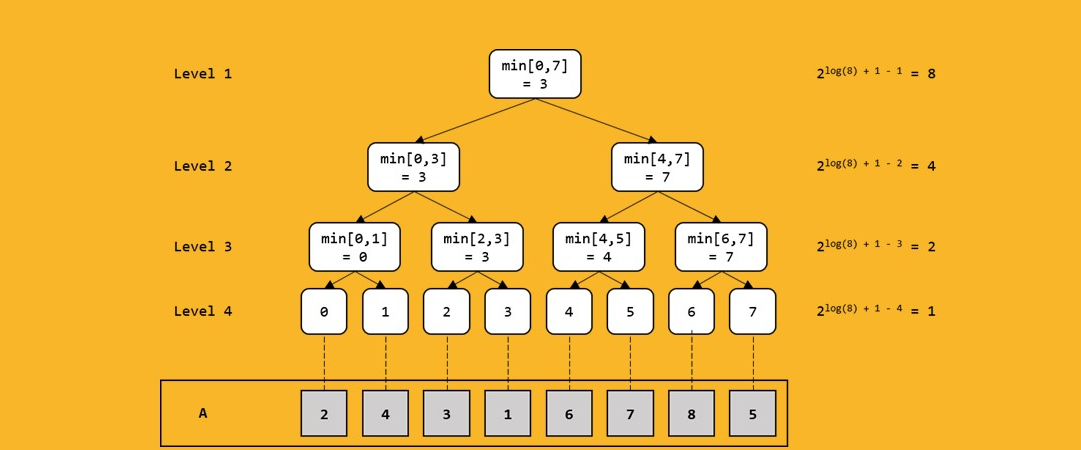 Level 1
min[0,7]
= 3
2^log(8) + 1 - 1 = 8
Level 2
min[0,3]
= 3
min[4,7]
= 7
2^log(8) + 1 - 2 = 4
Level 3
min[0,1]
= 0
min[2,3]
= 3
min[4,5]
= 4
min[6,7]
= 7
2^log(8) + 1 - 3 = 2
Level 4
0 1 2 3 4 5 6 7
2^log(8) + 1 - 4 = 1
A 2 4 3 1 6 7 8 5